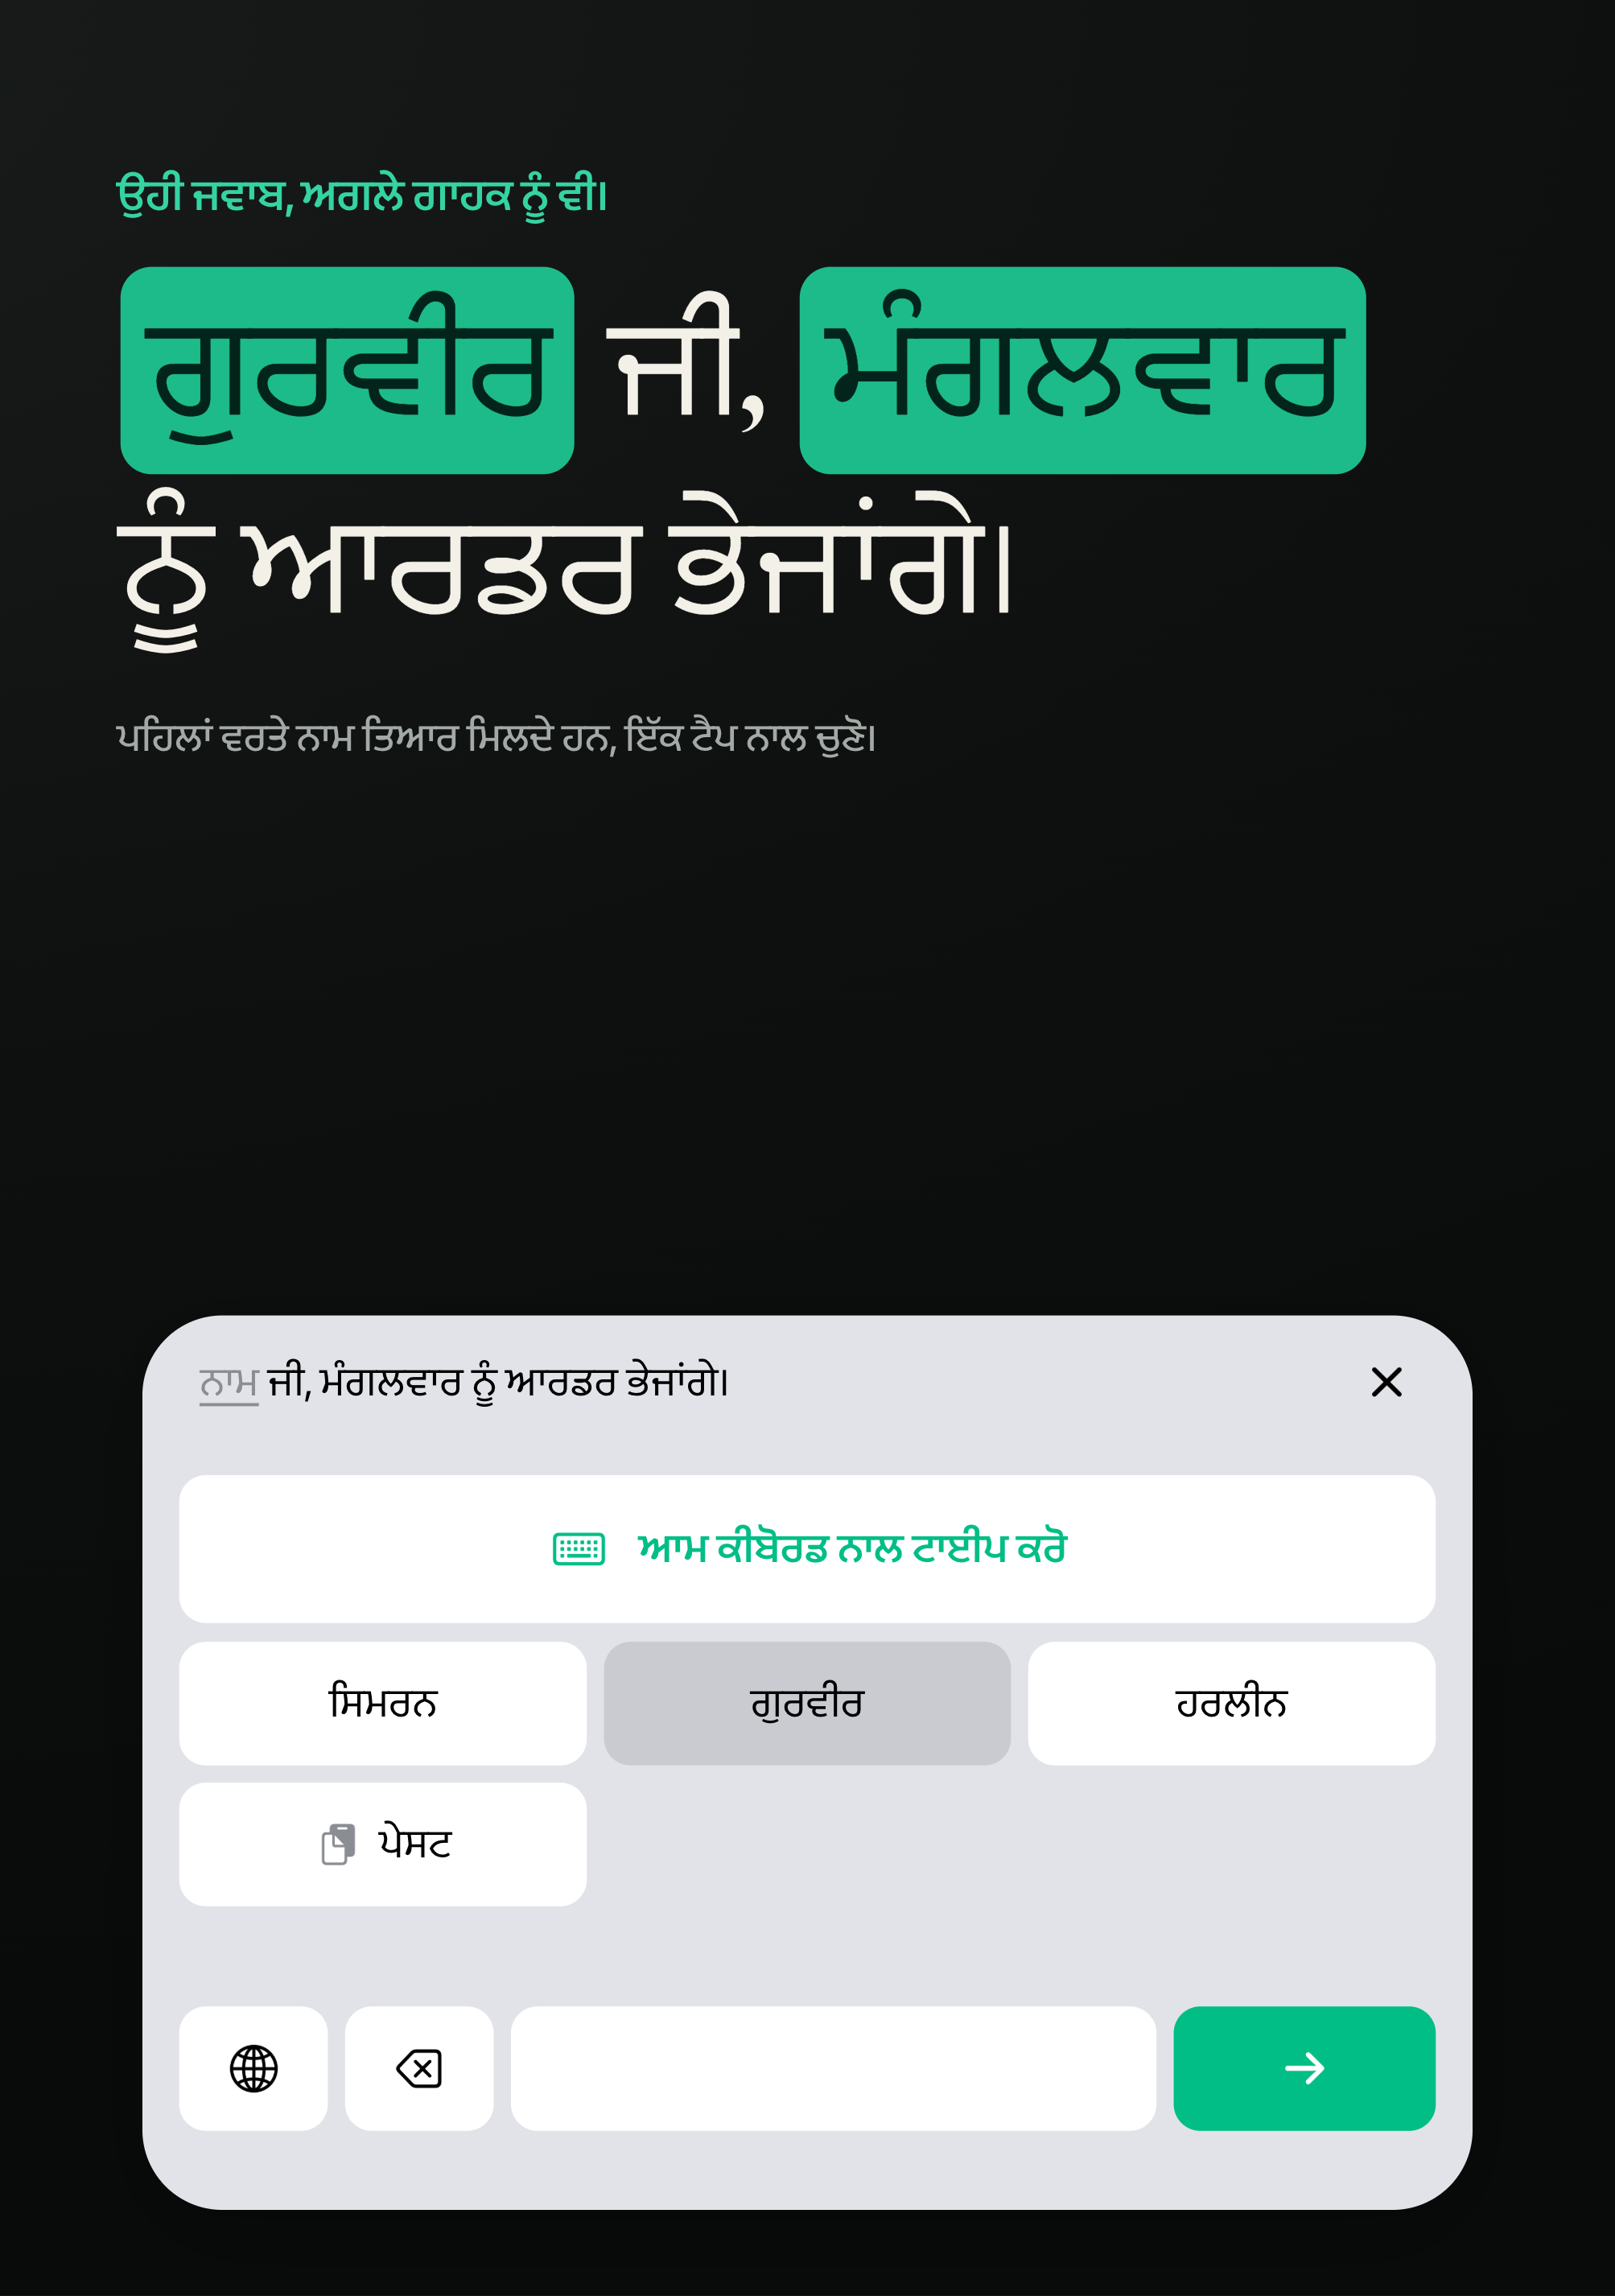 ਉਹੀ ਜਵਾਬ, ਅਗਲੇ ਗਾਹਕ ਨੂੰ ਵੀ।
ਗੁਰਵੀਰ ਜੀ, ਮੰਗਲਵਾਰ
ਨੂੰ ਆਰਡਰ ਭੇਜਾਂਗੇ।
ਪਹਿਲਾਂ ਵਰਤੇ ਨਾਮ ਤਿਆਰ ਮਿਲਦੇ ਹਨ, ਇੱਕ ਟੈਪ ਨਾਲ ਚੁਣੋ।
ਨਾਮ ਜੀ, ਮੰਗਲਵਾਰ ਨੂੰ ਆਰਡਰ ਭੇਜਾਂਗੇ।
ਆਮ ਕੀਬੋਰਡ ਨਾਲ ਟਾਈਪ ਕਰੋ
ਸਿਮਰਨ
ਗੁਰਵੀਰ
ਹਰਲੀਨ
ਪੇਸਟ